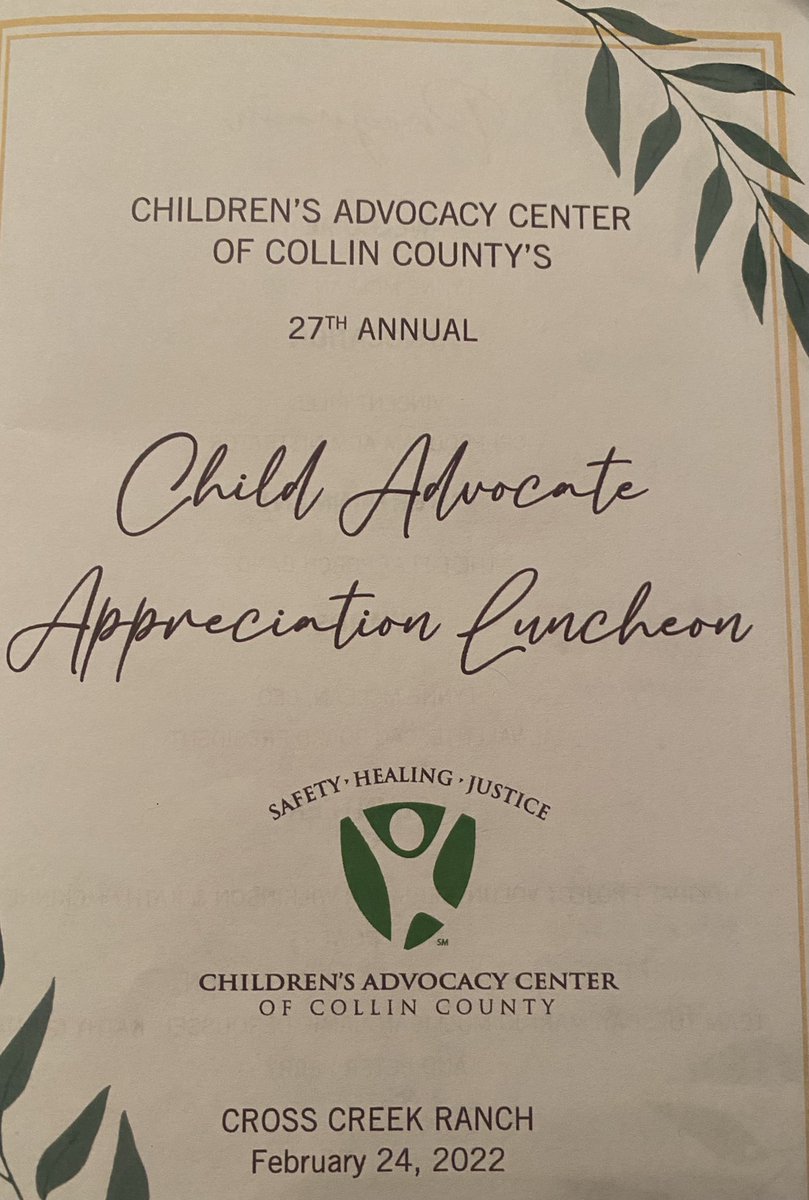 CHILDREN'S ADVOCACY CENTER
OF COLLIN COUNTY'S
27TH ANNUAL
Child Advocate
Appreciation Luncheon
SAFETY · HEALING · JUSTICE
SM
CHILDREN'S ADVOCACY CENTER
OF COLLIN COUNTY
CROSS CREEK RANCH
February 24, 2022